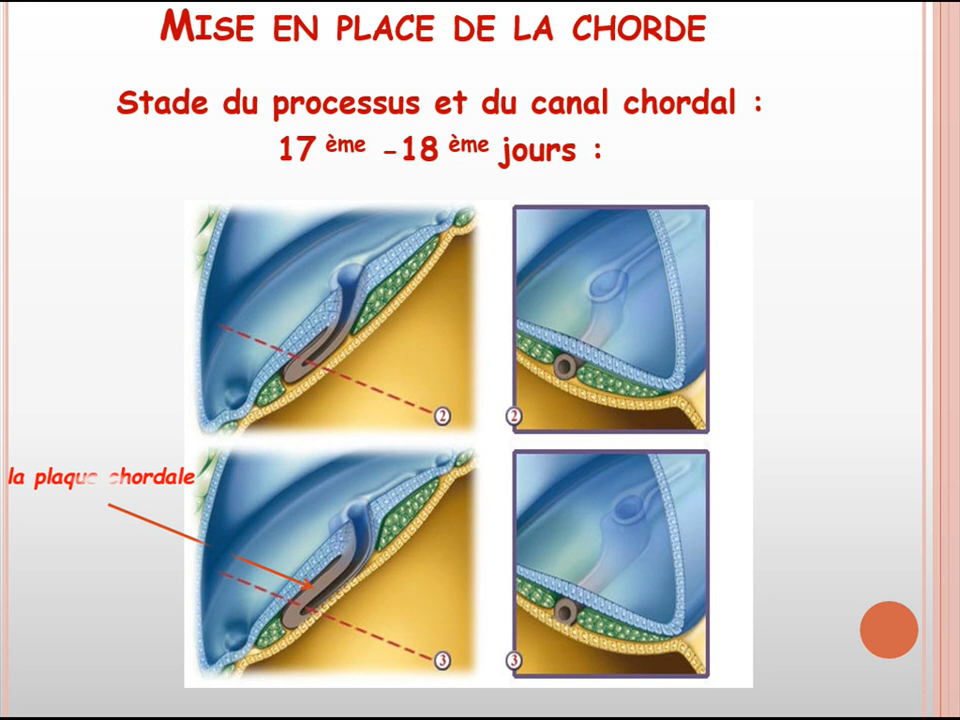 MISE EN PLACE DE LA CHORDE
Stade du processus et du canal chordal :
17 ème -18 ème jours :
2
2
la plaque chordale
3
3